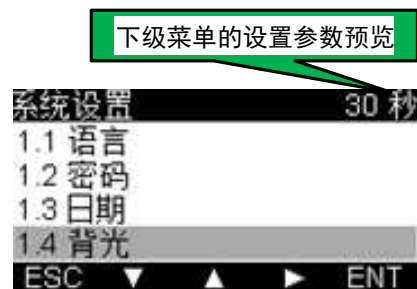 下级菜单的设置参数预览
系统设置 30 秒
1.1 语言
1.2 密码
1.3 日期
1.4 背光
ESC ▼ ▲ ► ENT